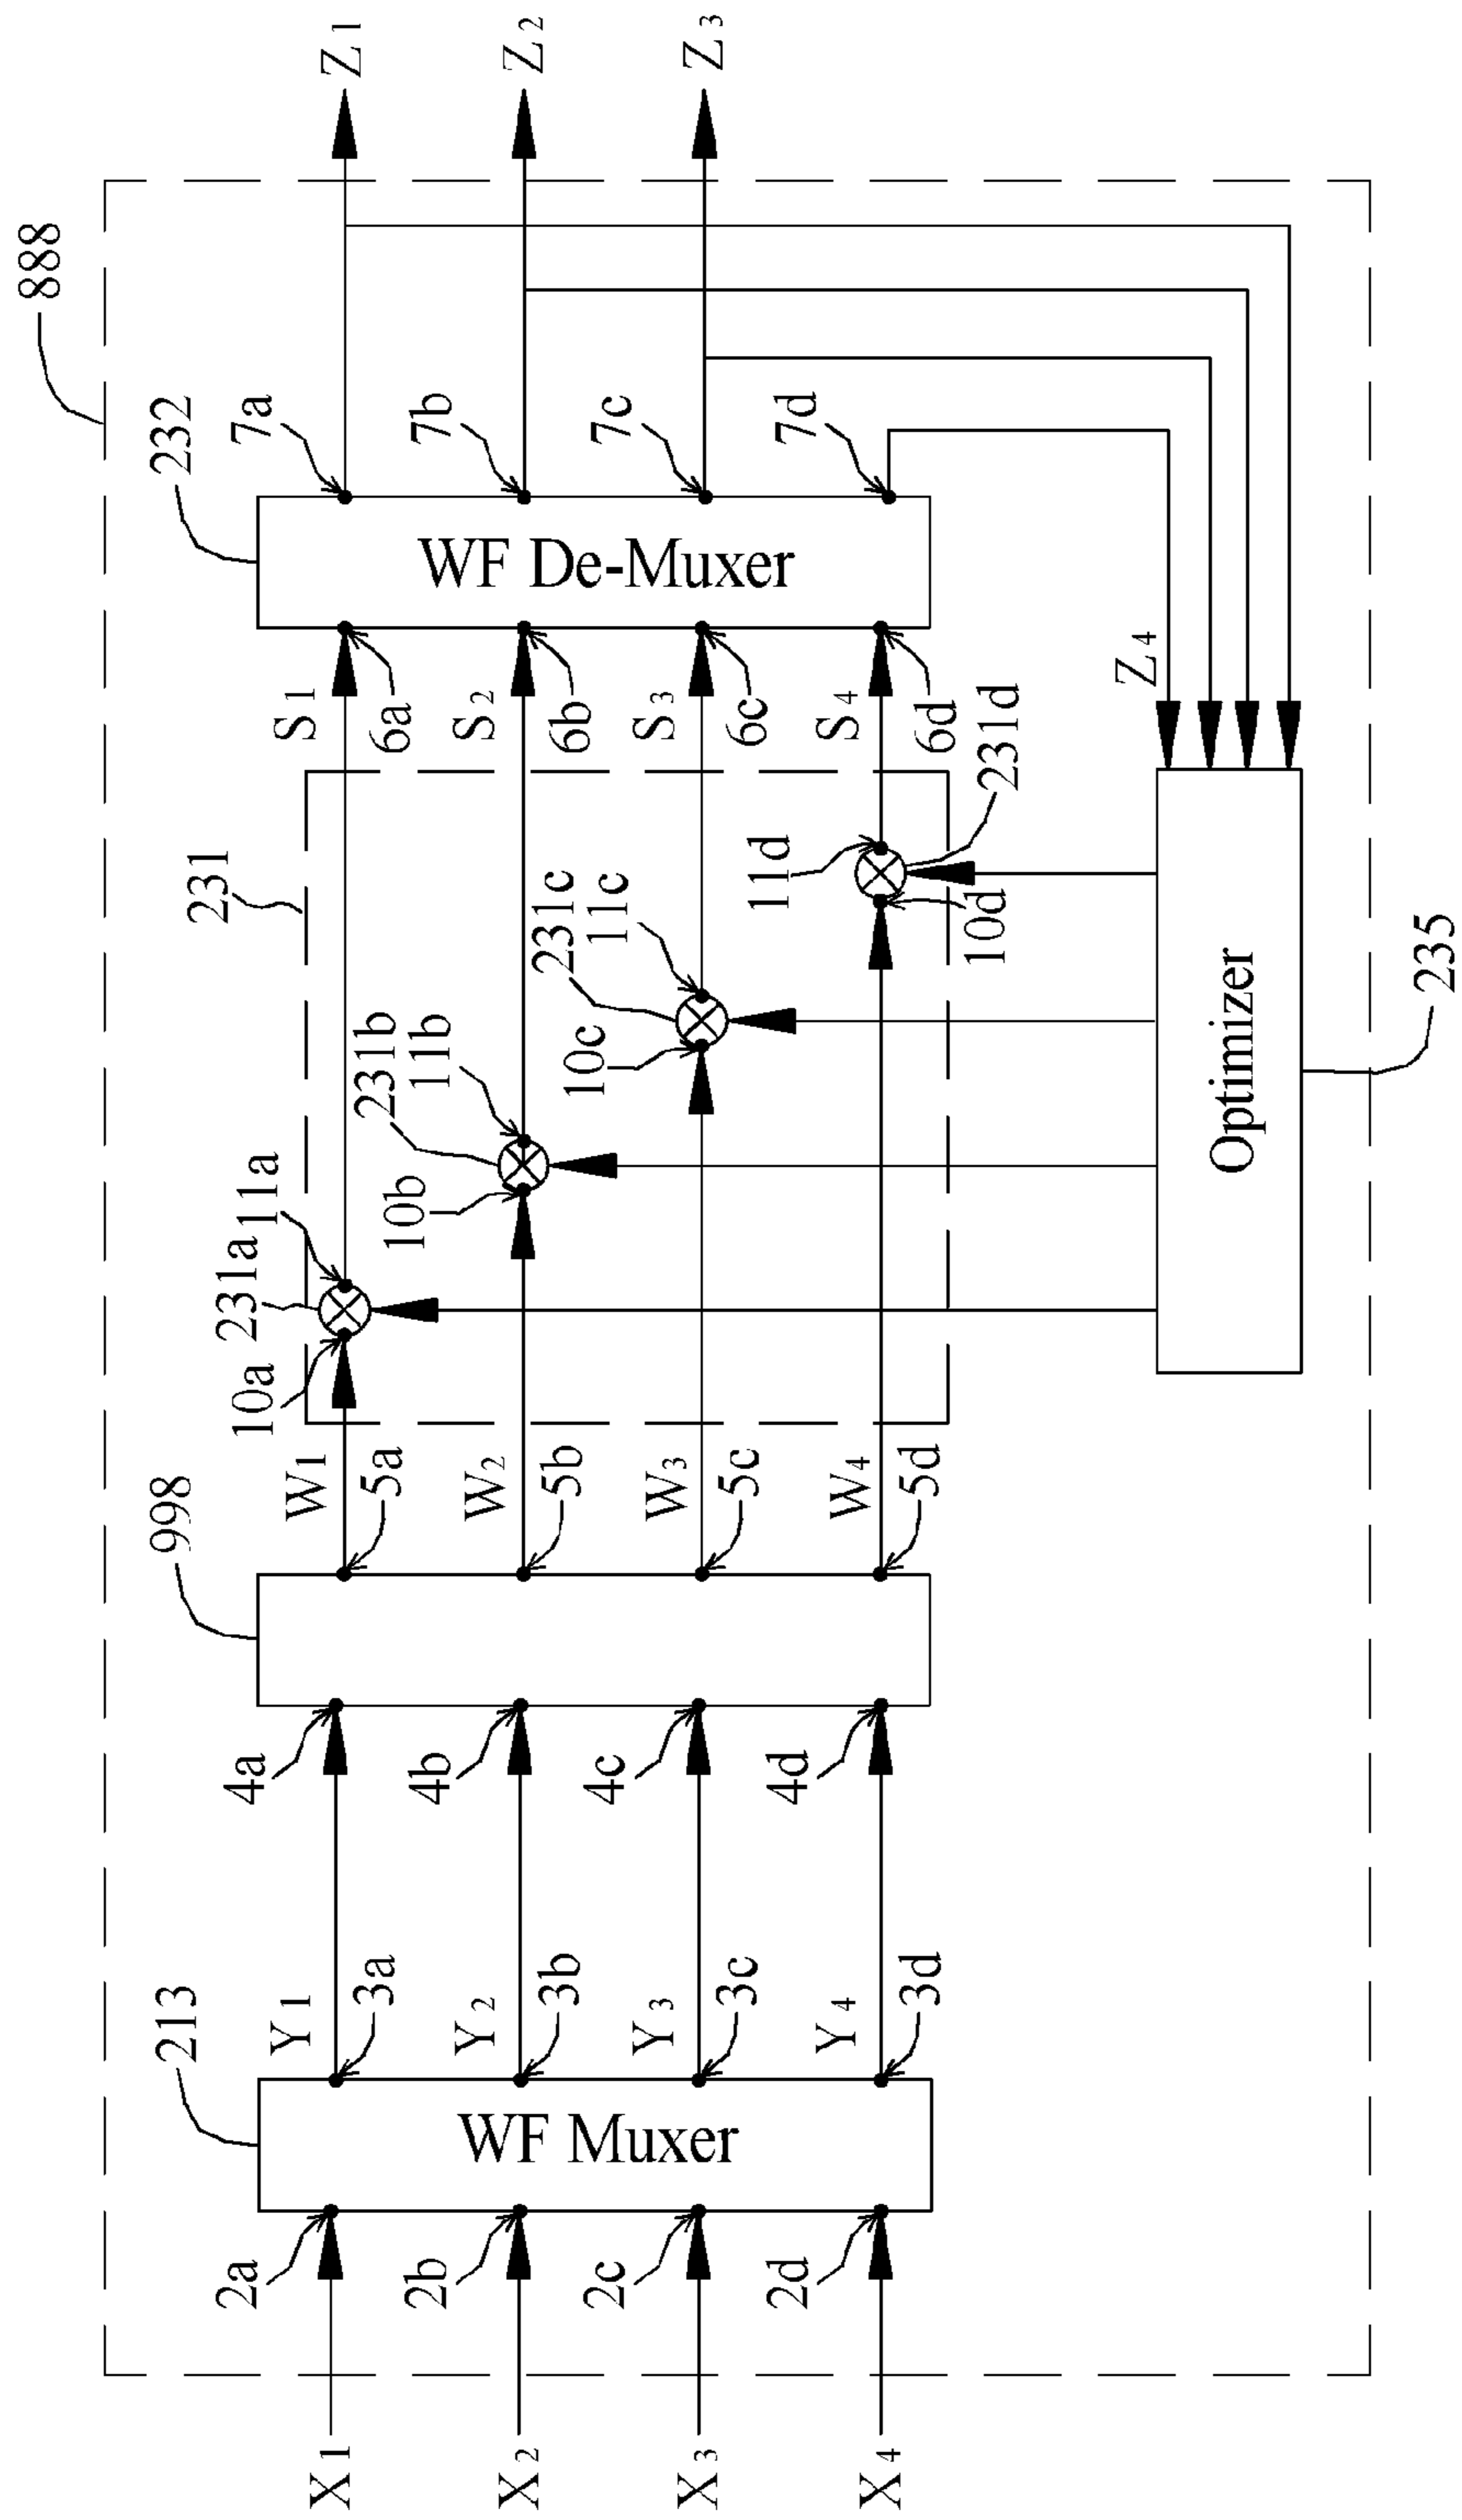 888
213
998
231
232
235
X1
X2
X3
X4
2a
2b
2c
2d
WF Muxer
Y1
Y2
Y3
Y4
3a
3b
3c
3d
4a
4b
4c
4d
W1
W2
W3
W4
5a
5b
5c
5d
10a
231a
11a
10b
231b
11b
10c
231c
11c
10d
231d
11d
S1
S2
S3
S4
6a
6b
6c
6d
WF De-Muxer
7a
7b
7c
7d
Z1
Z2
Z3
Z4
Optimizer